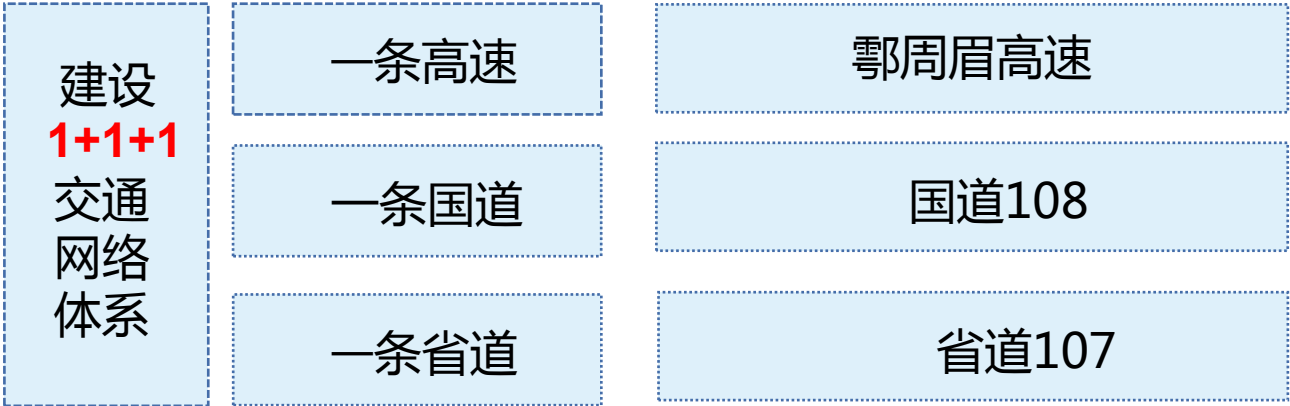 建设
1+1+1
交通
网络
体系
一条高速
鄠周眉高速
一条国道
国道108
一条省道
省道107